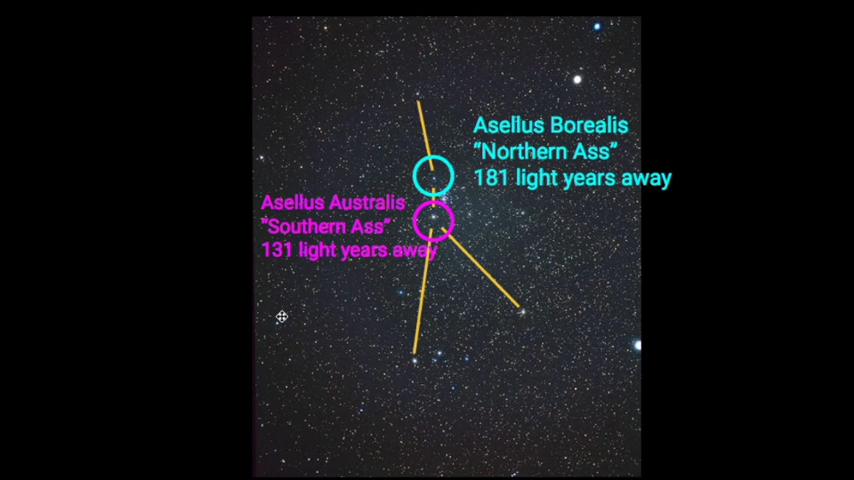 Asellus Borealis
“Northern Ass”
181 light years away
Asellus Australis
“Southern Ass”
131 light years away